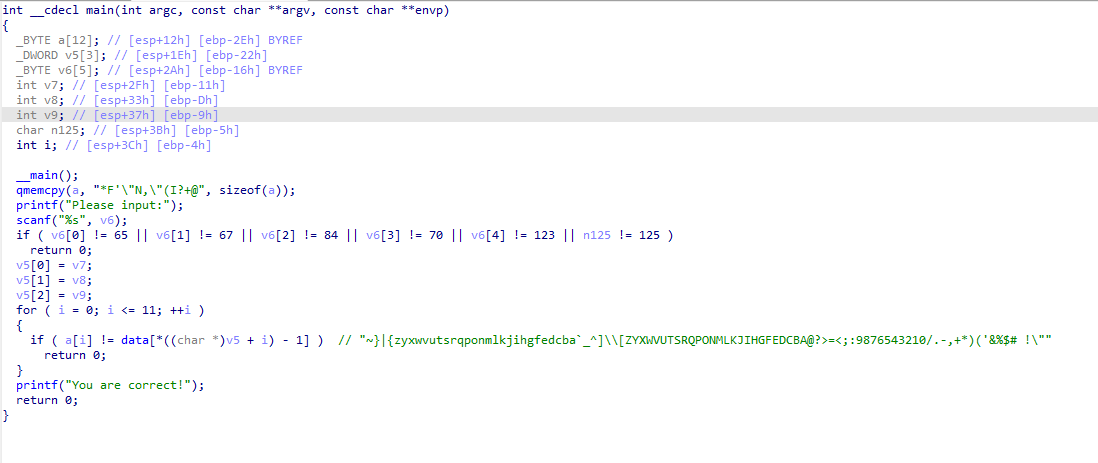 int __cdecl main(int argc, const char **argv, const char **envp)
{
  _BYTE a[12]; // [esp+12h] [ebp-2Eh] BYREF
  _DWORD v5[3]; // [esp+1Eh] [ebp-22h]
  _BYTE v6[5]; // [esp+2Ah] [ebp-16h] BYREF
  int v7; // [esp+2Fh] [ebp-11h]
  int v8; // [esp+33h] [ebp-Dh]
  int v9; // [esp+37h] [ebp-9h]
  char n125; // [esp+3Bh] [ebp-5h]
  int i; // [esp+3Ch] [ebp-4h]

  __main();
  qmemcpy(a, "*F'\"N,\"(I?+@", sizeof(a));
  printf("Please input:");
  scanf("%s", v6);
  if ( v6[0] != 65 || v6[1] != 67 || v6[2] != 84 || v6[3] != 70 || v6[4] != 123 || n125 != 125 )
    return 0;
  v5[0] = v7;
  v5[1] = v8;
  v5[2] = v9;
  for ( i = 0; i <= 11; ++i )
  {
    if ( a[i] != data[*((char *)v5 + i) - 1] )  // "~}|{zyxwvutsrqponmlkjihgfedcba`_^]\\[ZYXWVUTSRQPONMLKJIHGFEDCBA@?>=<;:9876543210/.-,+*)('&%$# !\""
      return 0;
  }
  printf("You are correct!");
  return 0;
}